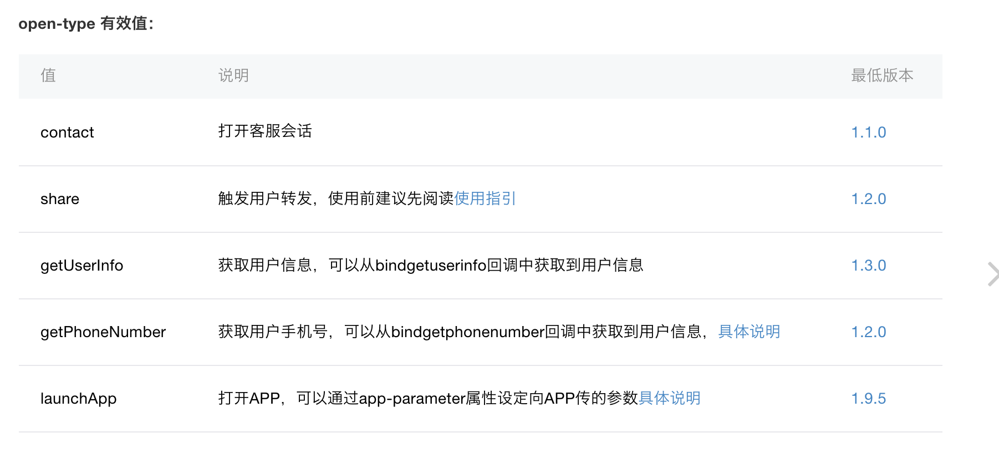 open-type 有效值：
值 说明 最低版本
contact 打开客服会话 1.1.0
share 触发用户转发，使用前建议先阅读使用指引 1.2.0
getUserInfo 获取用户信息，可以从bindgetuserinfo回调中获取到用户信息 1.3.0
getPhoneNumber 获取用户手机号，可以从bindgetphonenumber回调中获取到用户信息，具体说明 1.2.0
launchApp 打开APP，可以通过app-parameter属性设定向APP传的参数具体说明 1.9.5